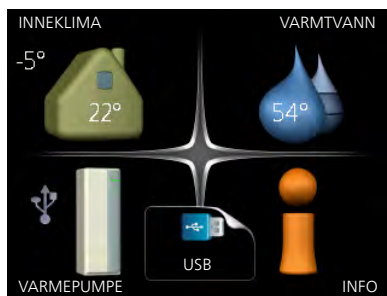 INNEKLIMA
VARMTVANN
-5°
22°
54°
USB
VARMEPUMPE
INFO